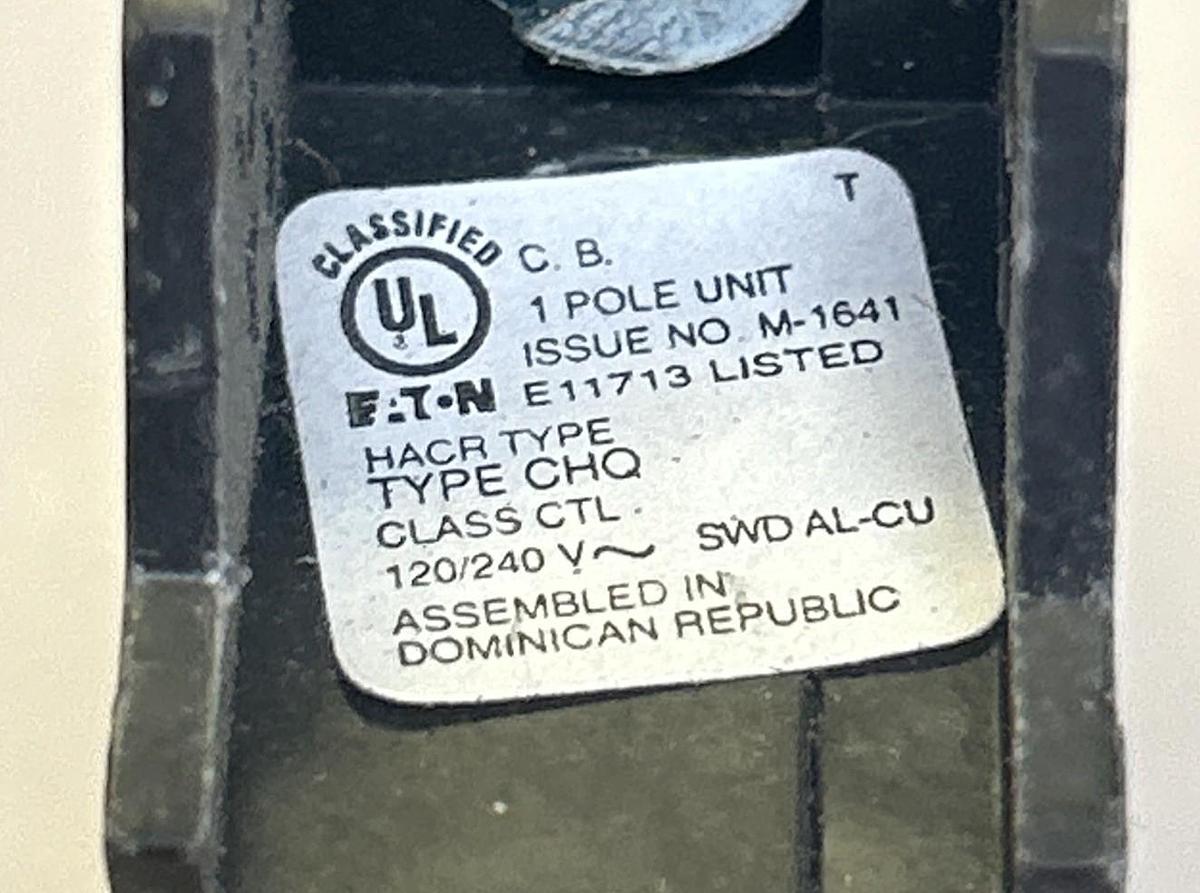 T
CLASSIFIED
UL
C. B.
1 POLE UNIT
ISSUE NO. M-1641
EATON E11713 LISTED
HACR TYPE
TYPE CHQ
CLASS CTL
120/240 V~ SWD AL-CU
ASSEMBLED IN
DOMINICAN REPUBLIC